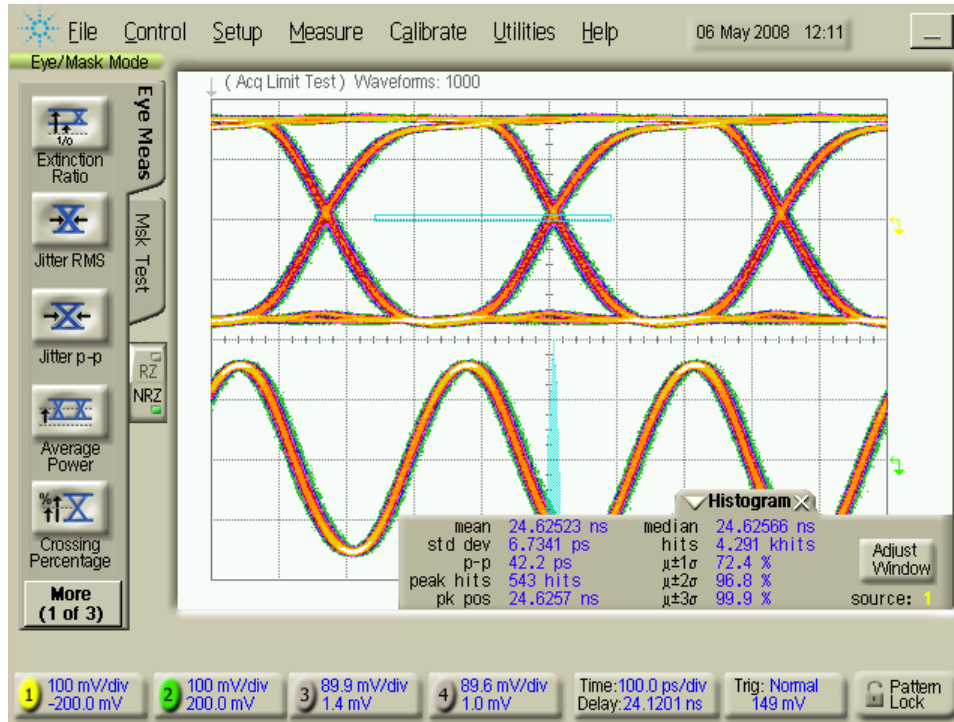 File Control Setup Measure Calibrate Utilities Help 06 May 2008 12:11
Eye/Mask Mode
( Acq Limit Test ) Waveforms: 1000
Eye Meas
Msk Test
1/0
Extinction
Ratio
Jitter RMS
Jitter p-p
RZ
NRZ
Average
Power
%
Crossing
Percentage
More
(1 of 3)
Histogram
mean 24.62523 ns median 24.62566 ns
std dev 6.7341 ps hits 4.291 khits
p-p 42.2 ps μ±1σ 72.4 %
peak hits 543 hits μ±2σ 96.8 %
pk pos 24.6257 ns μ±3σ 99.9 %
Adjust
Window
source: 1
1 100 mV/div
-200.0 mV
2 100 mV/div
200.0 mV
3 89.9 mV/div
1.4 mV
4 89.6 mV/div
1.0 mV
Time:100.0 ps/div
Delay:24.1201 ns
Trig: Normal
149 mV
Pattern
Lock